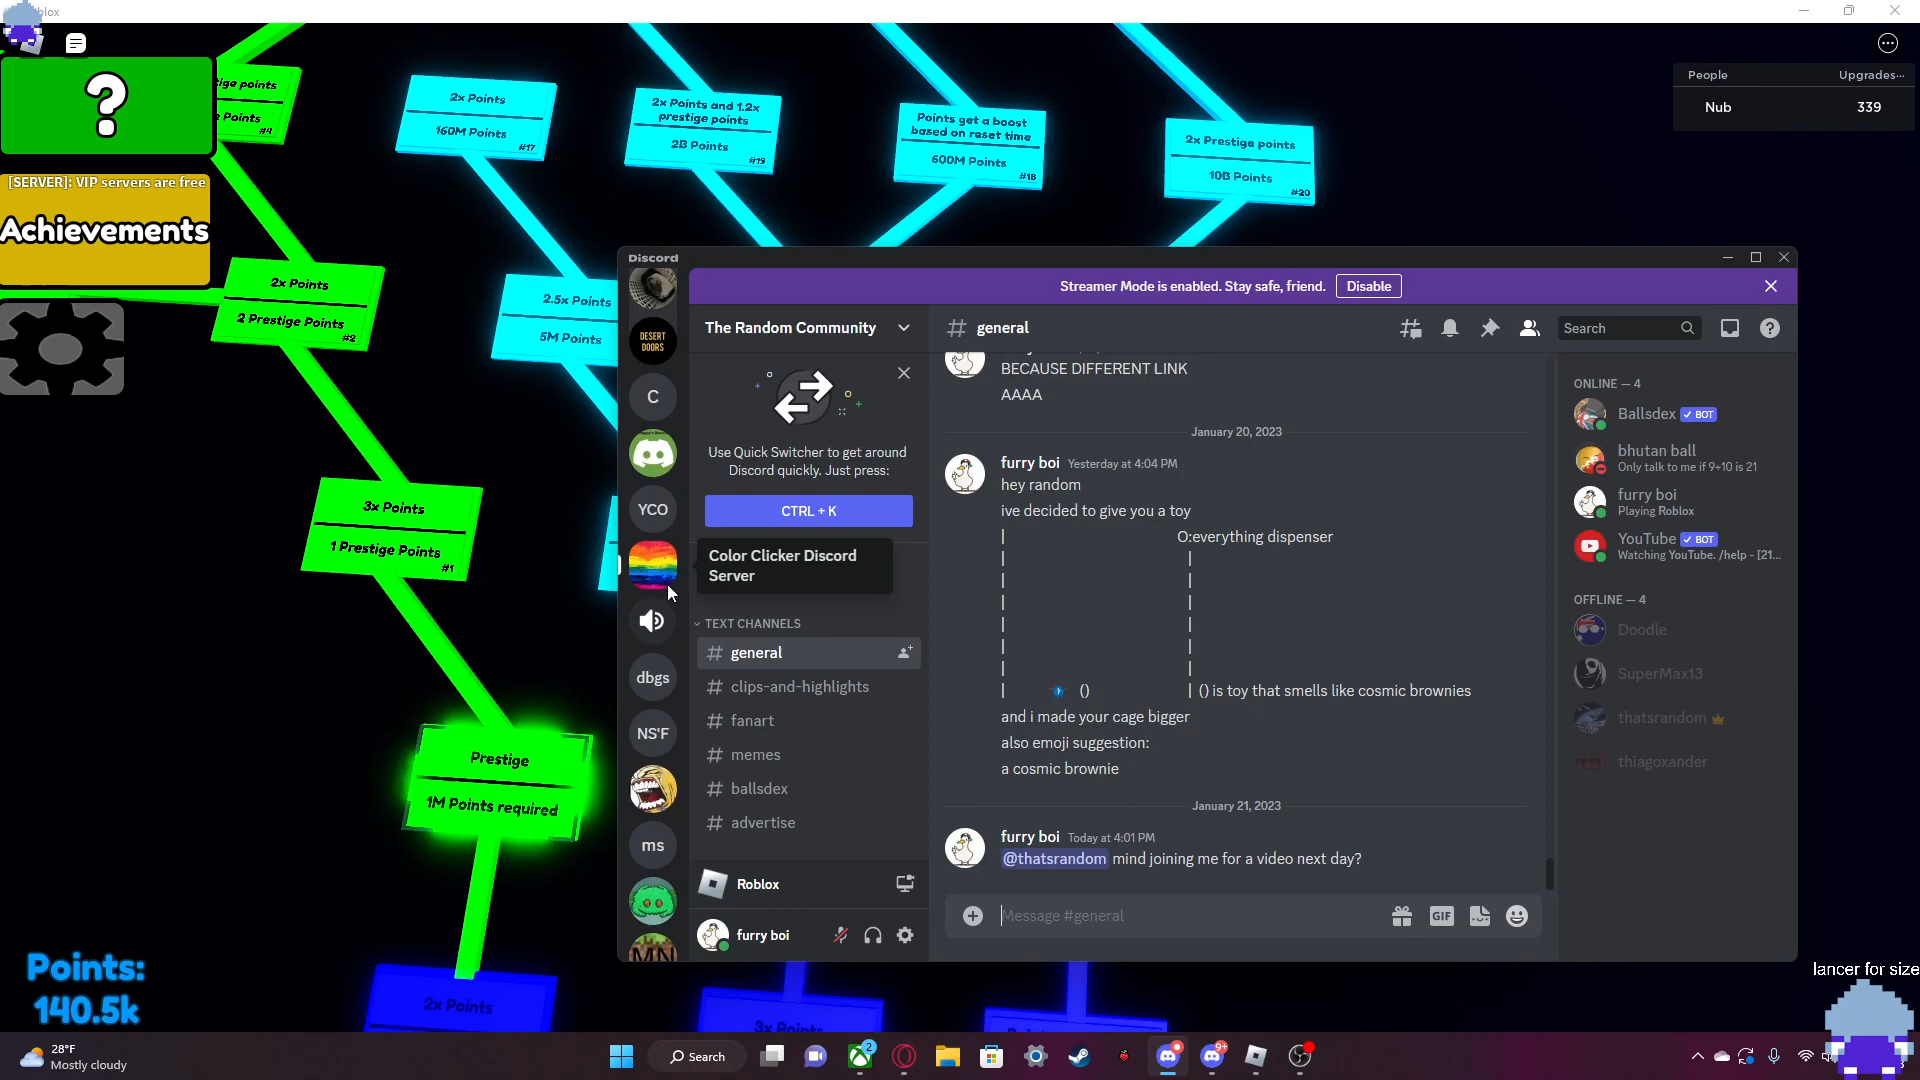 blox
People Upgrades...
Nub 339
tige points
Points
#4
[SERVER]: VIP servers are free
Achievements
2x Points
160M Points
#17
2x Points and 1.2x
prestige points
2B Points
#19
Points get a boost
based on reset time
600M Points
#18
2x Prestige points
10B Points
#20
2x Points
2 Prestige Points
#2
2.5x Points
5M Points
3x Points
1 Prestige Points
#1
Prestige
1M Points required
2x Points
3x Points
Points:
140.5k
Discord
Streamer Mode is enabled. Stay safe, friend. Disable
DESERT
DOORS
C
YCO
dbgs
NS'F
ms
MN
The Random Community
Use Quick Switcher to get around
Discord quickly. Just press:
CTRL + K
Color Clicker Discord
Server
TEXT CHANNELS
general
clips-and-highlights
fanart
memes
ballsdex
advertise
Roblox
furry boi
# general
Search
BECAUSE DIFFERENT LINK
AAAA
January 20, 2023
furry boi Yesterday at 4:04 PM
hey random
ive decided to give you a toy
| O:everything dispenser
| |
| |
| |
| |
| |
| |
| () | () is toy that smells like cosmic brownies
and i made your cage bigger
also emoji suggestion:
a cosmic brownie
January 21, 2023
furry boi Today at 4:01 PM
@thatsrandom mind joining me for a video next day?
Message #general
GIF
ONLINE — 4
Ballsdex BOT
bhutan ball
Only talk to me if 9+10 is 21
furry boi
Playing Roblox
YouTube BOT
Watching YouTube. /help - [21...
OFFLINE — 4
Doodle
SuperMax13
thatsrandom
thiagoxander
lancer for size
28°F
Mostly cloudy
Search
2
9+